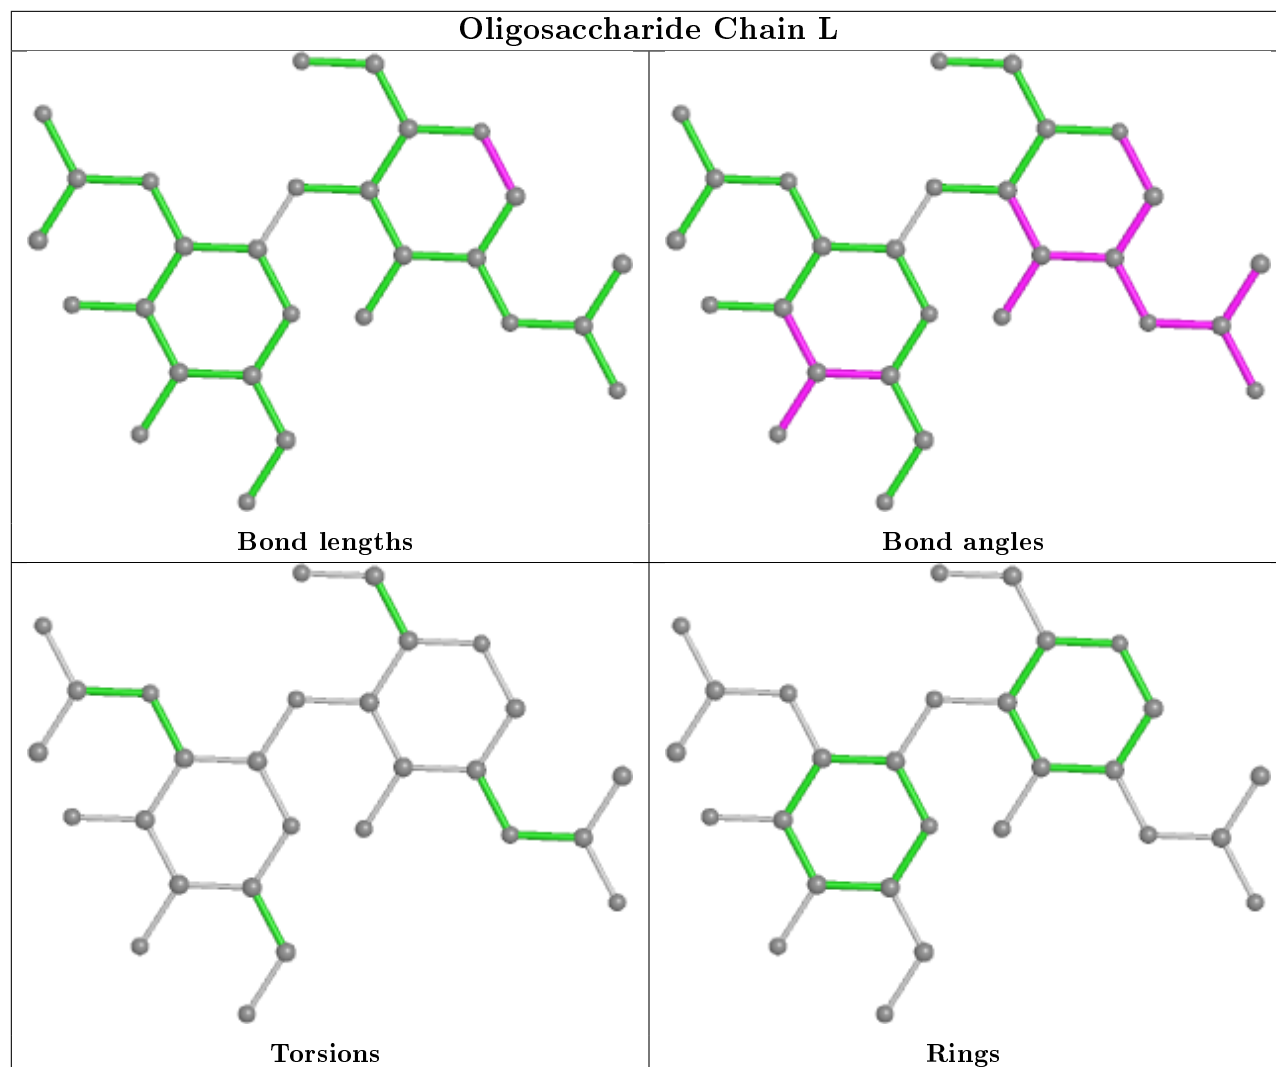 Oligosaccharide Chain L
Bond lengths
Bond angles
Torsions
Rings